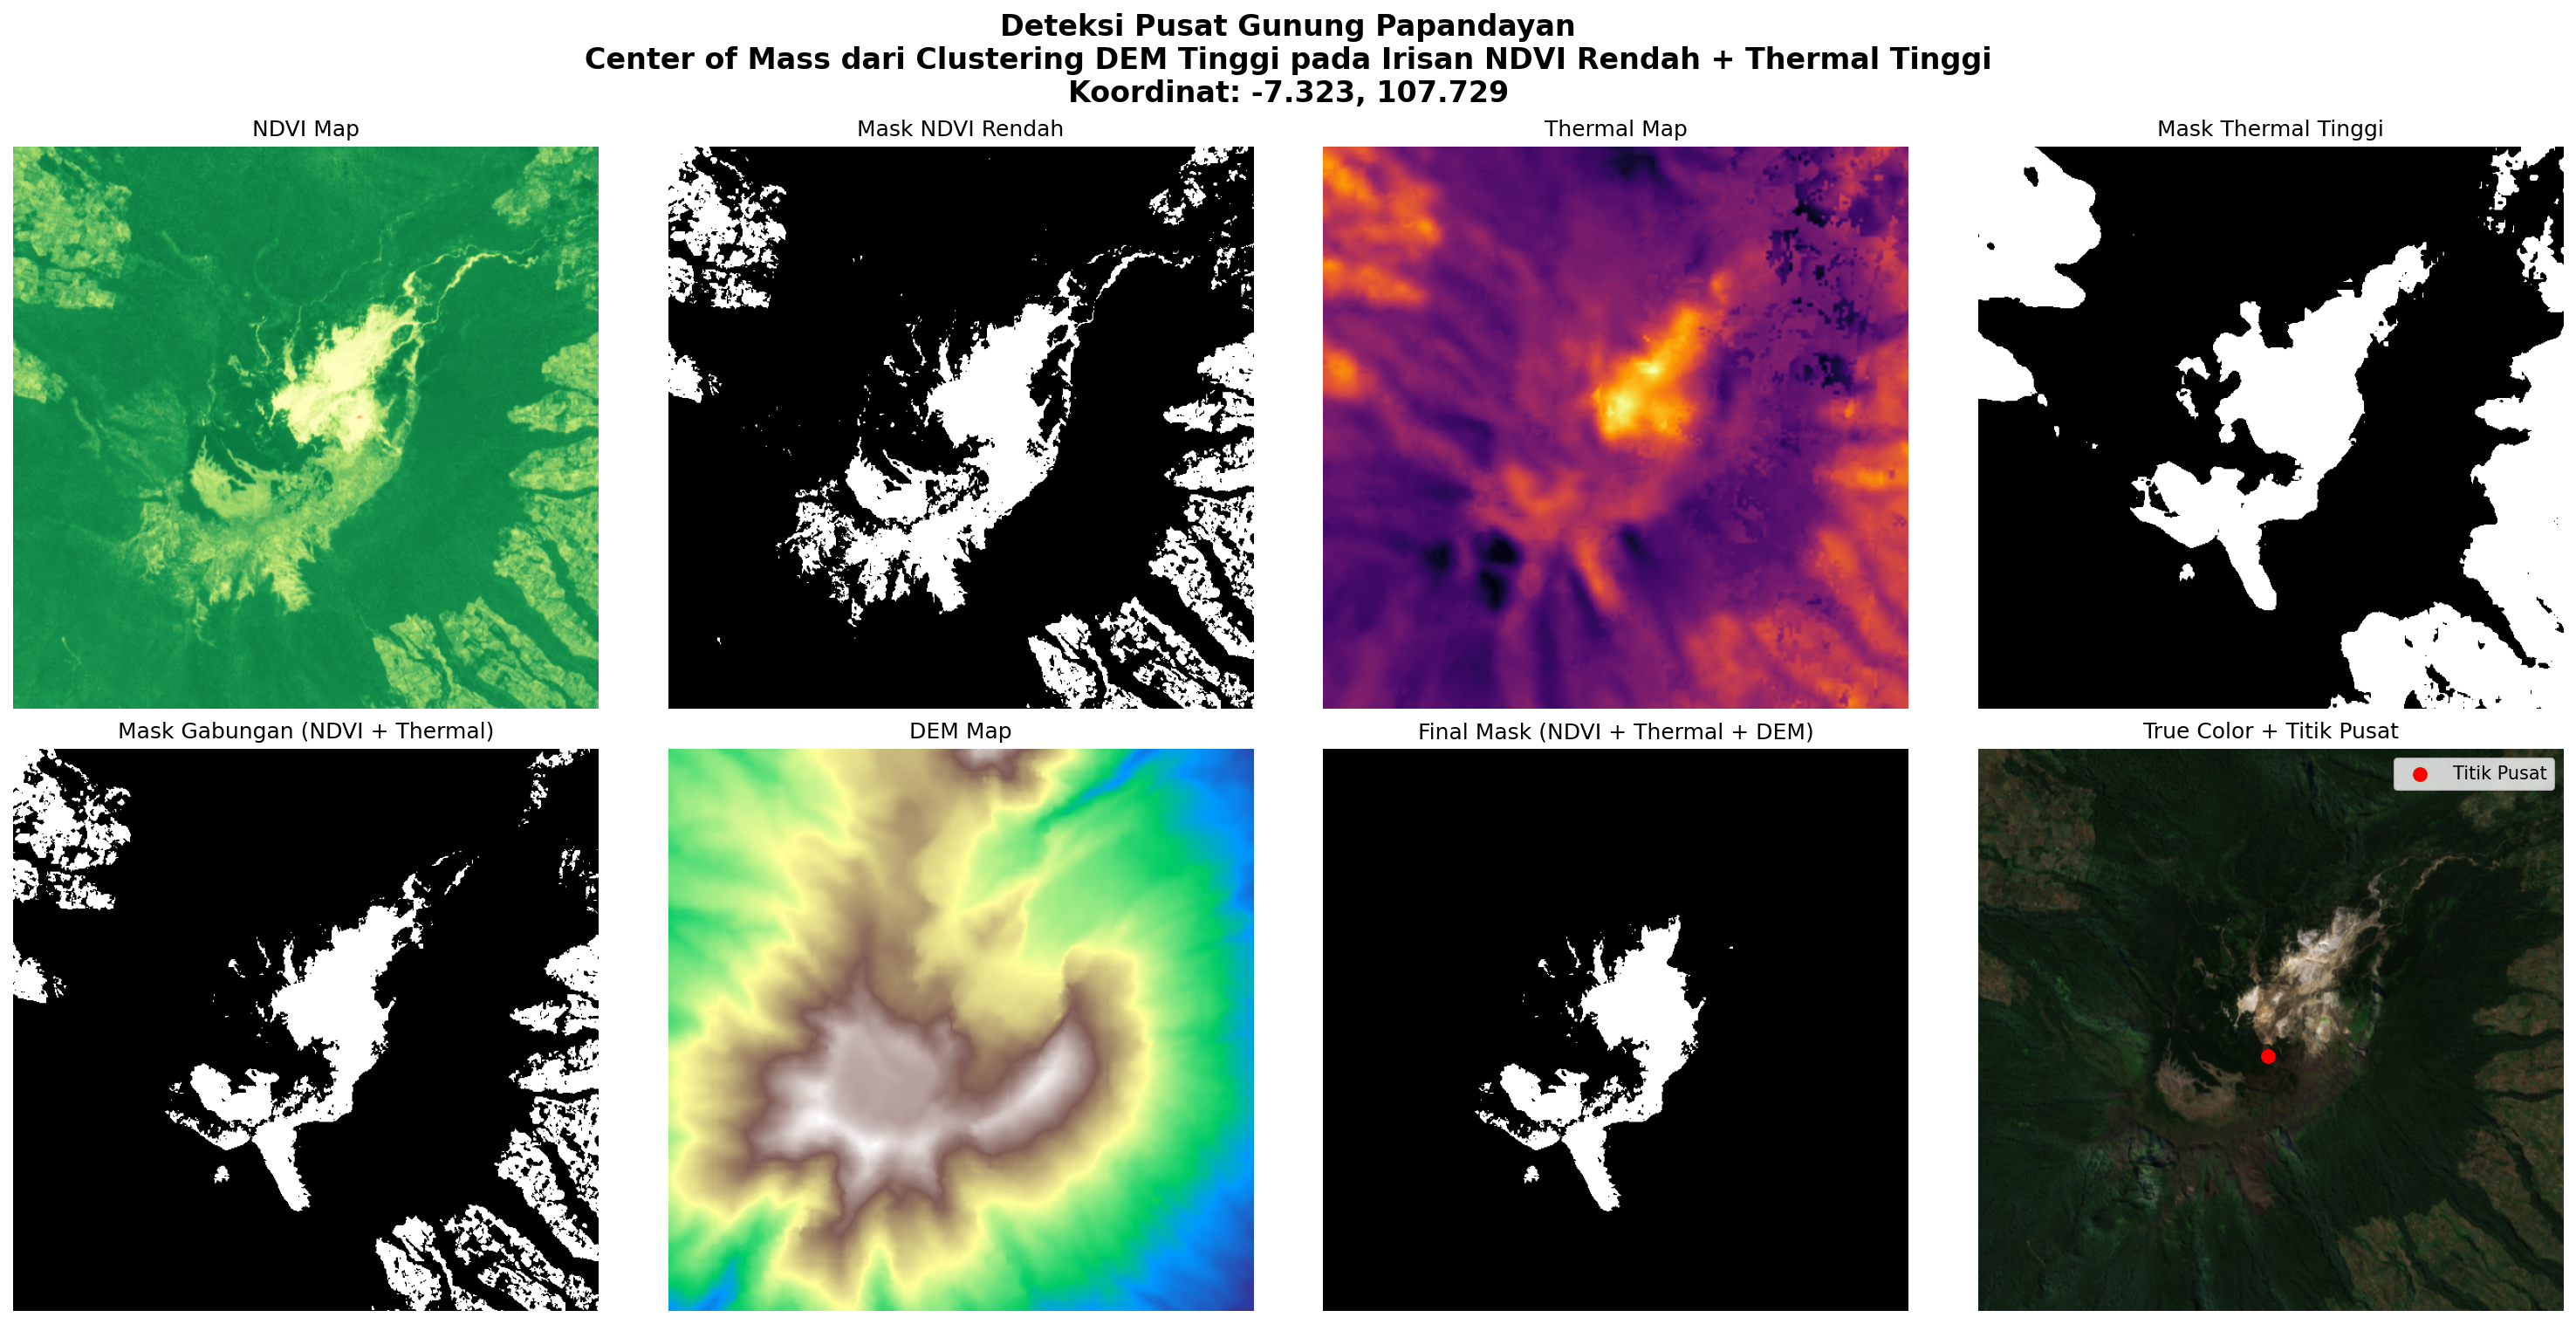 Deteksi Pusat Gunung Papandayan
Center of Mass dari Clustering DEM Tinggi pada Irisan NDVI Rendah + Thermal Tinggi
Koordinat: -7.323, 107.729
NDVI Map
Mask NDVI Rendah
Thermal Map
Mask Thermal Tinggi
Mask Gabungan (NDVI + Thermal)
DEM Map
Final Mask (NDVI + Thermal + DEM)
True Color + Titik Pusat
Titik Pusat